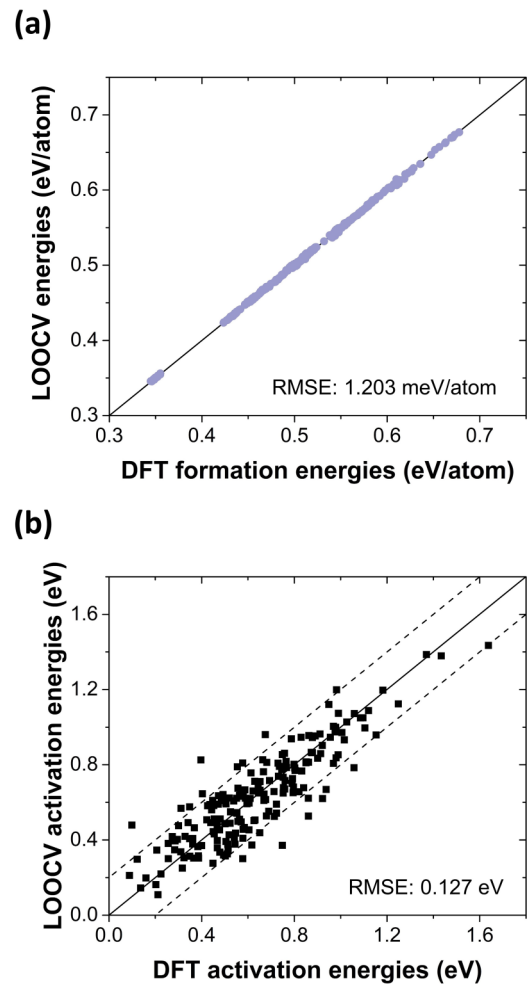 (a)
LOOCV energies (eV/atom)
0.7
0.6
0.5
0.4
0.3
RMSE: 1.203 meV/atom
0.3 0.4 0.5 0.6 0.7
DFT formation energies (eV/atom)
(b)
LOOCV activation energies (eV)
1.6
1.2
0.8
0.4
0.0
RMSE: 0.127 eV
0.0 0.4 0.8 1.2 1.6
DFT activation energies (eV)